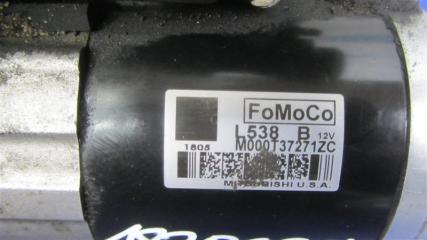 FoMoCo
L538 B 12V
1805 M000T37271ZC
MITSUBISHI U.S.A.